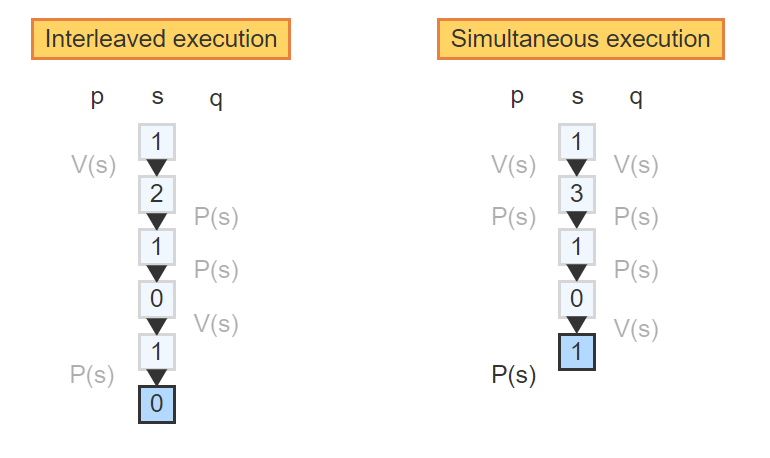 Interleaved execution
p s q
1
V(s)
2
P(s)
1
P(s)
0
V(s)
1
P(s)
0
Simultaneous execution
p s q
1
V(s) V(s)
3
P(s) P(s)
1
P(s)
0
V(s)
1
P(s)